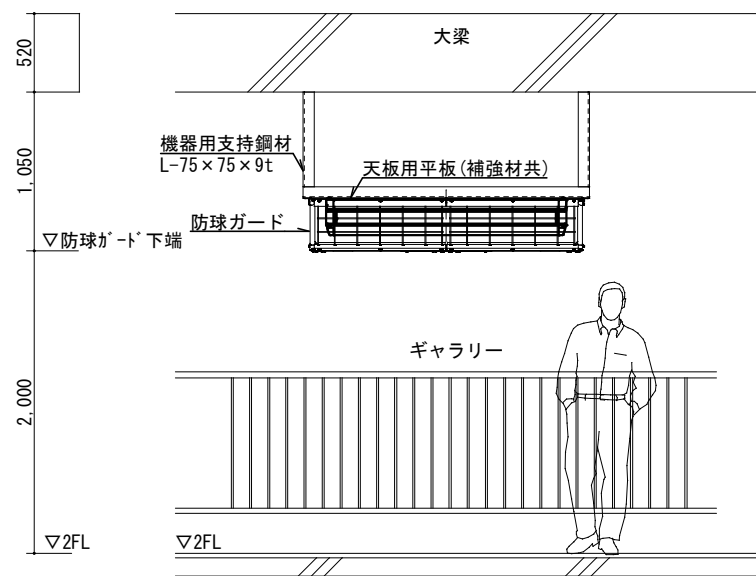 大梁
520
機器用支持鋼材
L-75×75×9t
天板用平板(補強材共)
1,050
防球ガード
▽防球ｶﾞｰﾄﾞ下端
ギャラリー
2,000
▽2FL
▽2FL